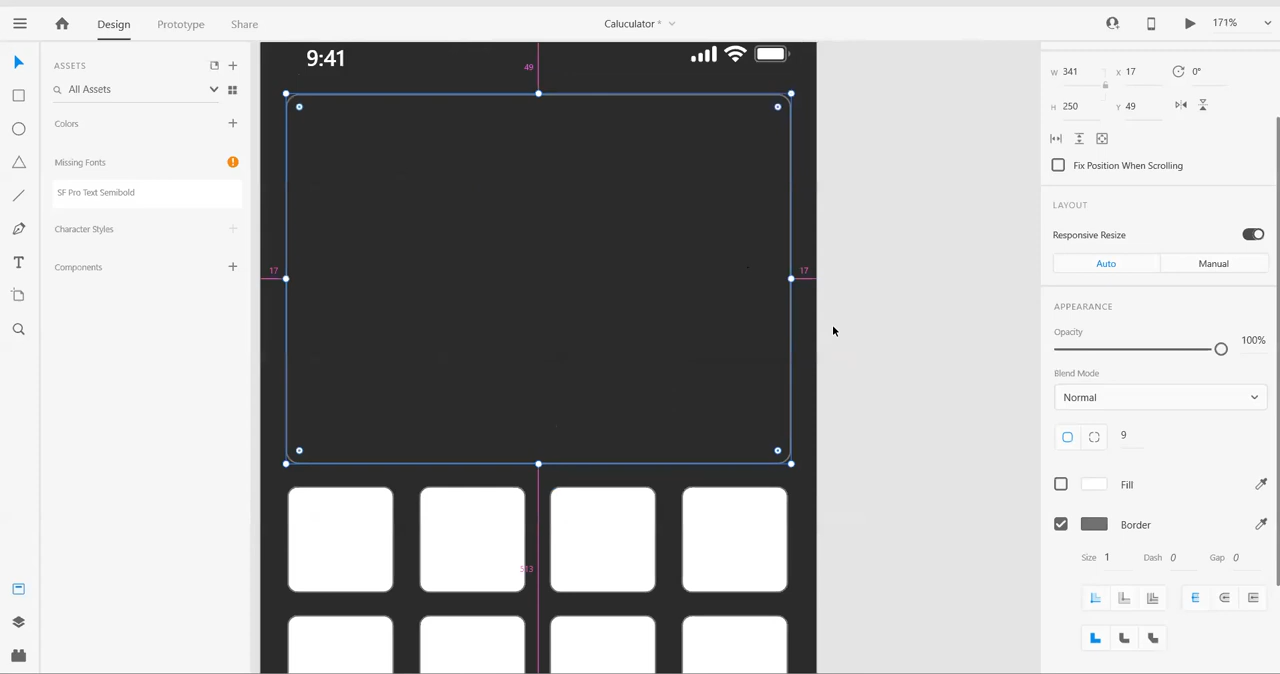 Design
Prototype
Share
Caluculator *
171%
ASSETS
All Assets
Colors
Missing Fonts
SF Pro Text Semibold
Character Styles
Components
9:41
49
17
17
513
W 341
X 17
0°
H 250
Y 49
Fix Position When Scrolling
LAYOUT
Responsive Resize
Auto
Manual
APPEARANCE
Opacity
100%
Blend Mode
Normal
9
Fill
Border
Size 1
Dash 0
Gap 0